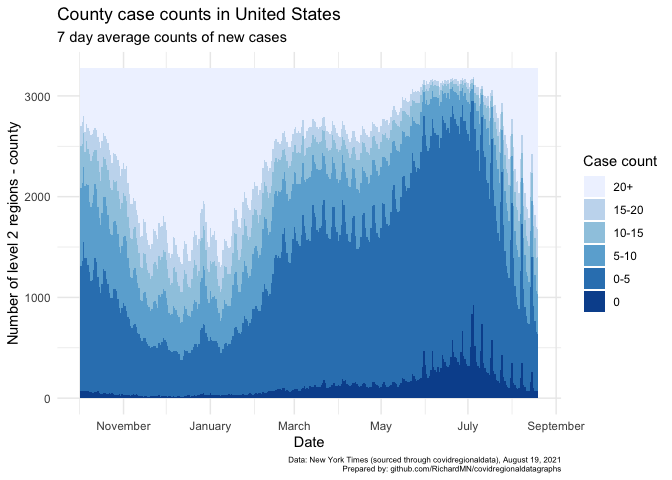 County case counts in United States
7 day average counts of new cases
Number of level 2 regions - county
3000
2000
1000
0
November
January
March
May
July
September
Date
Case count
20+
15-20
10-15
5-10
0-5
0
Data: New York Times (sourced through covidregionaldata), August 19, 2021
Prepared by: github.com/RichardMN/covidregionaldatagraphs